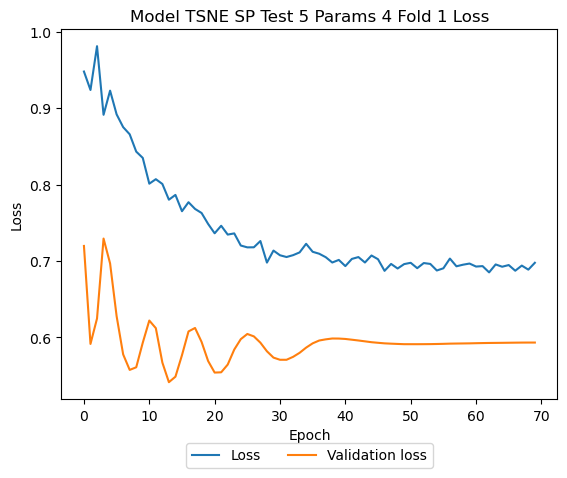 Model TSNE SP Test 5 Params 4 Fold 1 Loss
1.0
0.9
0.8
0.7
0.6
Loss
0 10 20 30 40 50 60 70
Epoch
Loss Validation loss